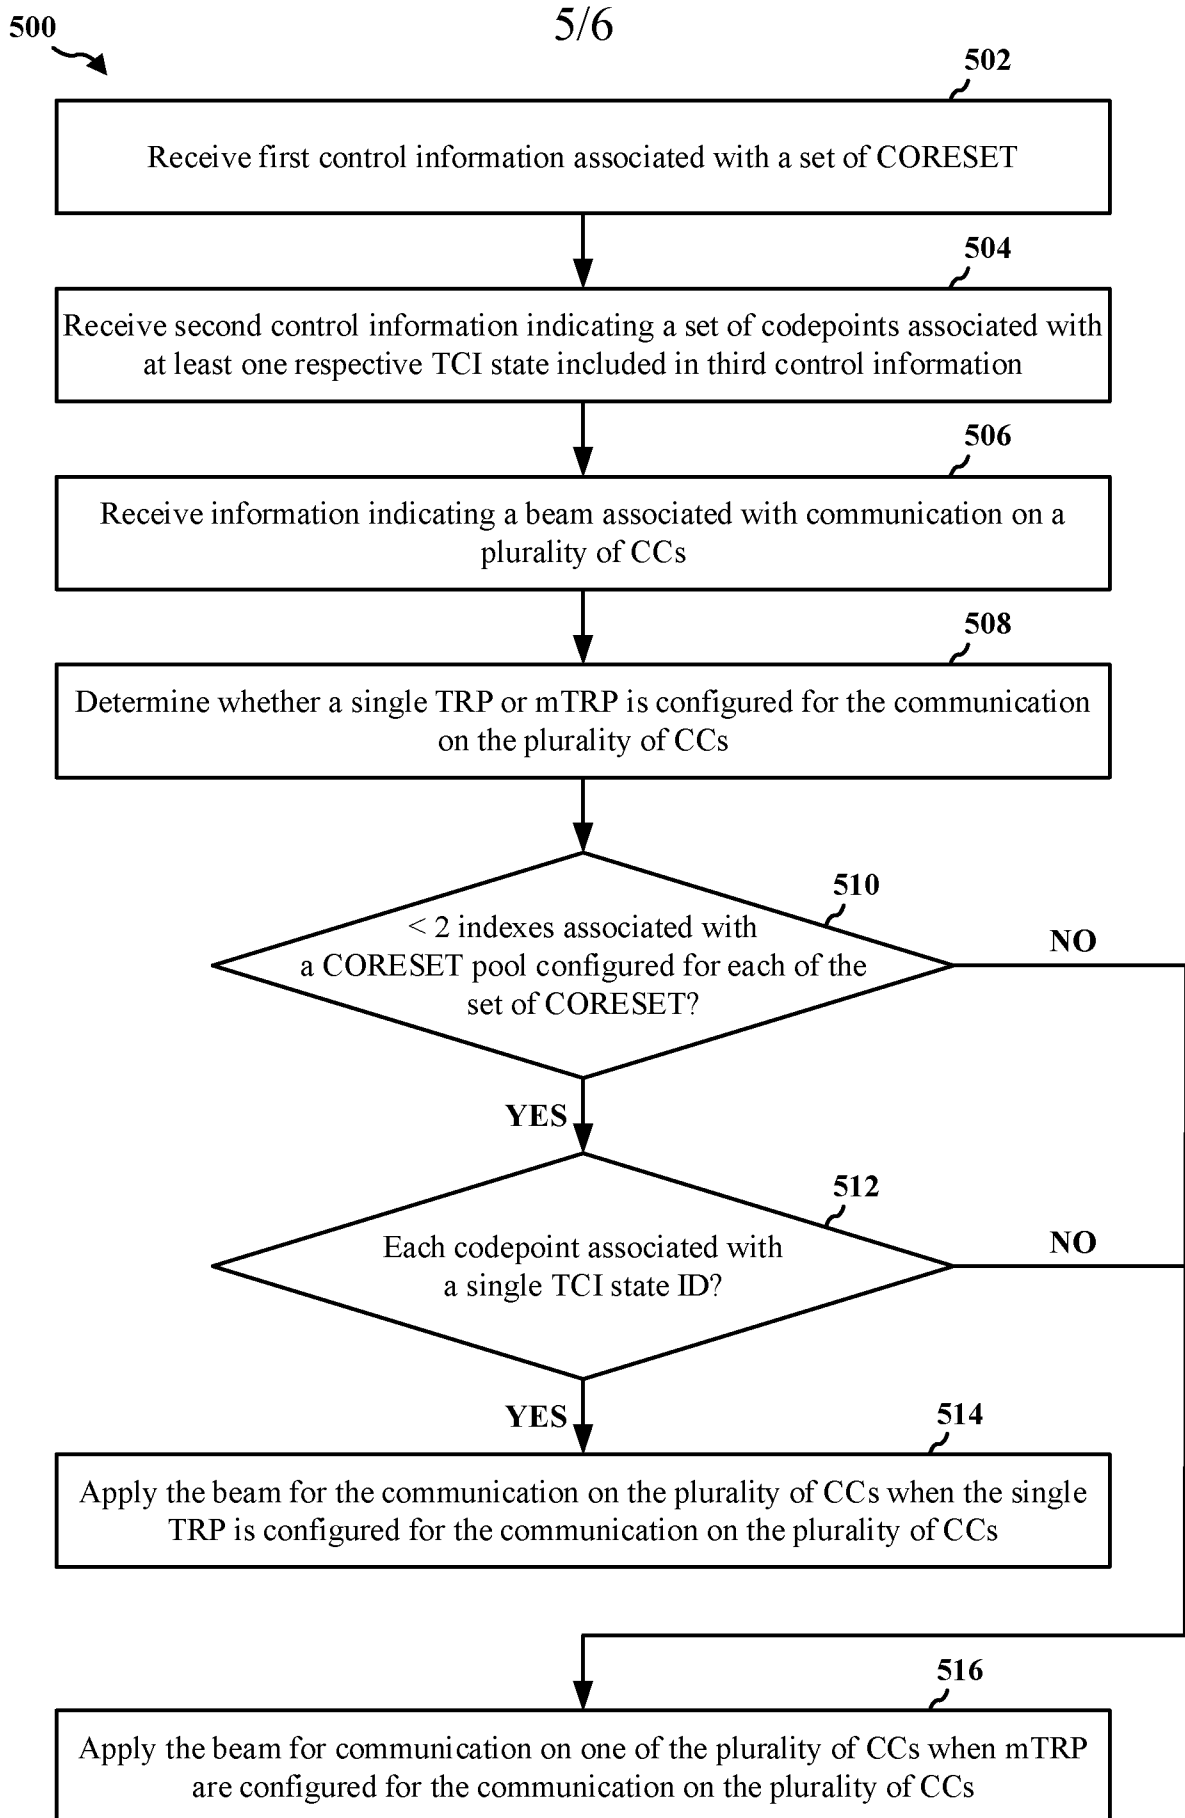 5/6
500
502
Receive first control information associated with a set of CORESET
504
Receive second control information indicating a set of codepoints associated with
at least one respective TCI state included in third control information
506
Receive information indicating a beam associated with communication on a
plurality of CCs
508
Determine whether a single TRP or mTRP is configured for the communication
on the plurality of CCs
510
< 2 indexes associated with
a CORESET pool configured for each of the
set of CORESET?
NO
YES
512
Each codepoint associated with
a single TCI state ID?
NO
YES
514
Apply the beam for the communication on the plurality of CCs when the single
TRP is configured for the communication on the plurality of CCs
516
Apply the beam for communication on one of the plurality of CCs when mTRP
are configured for the communication on the plurality of CCs